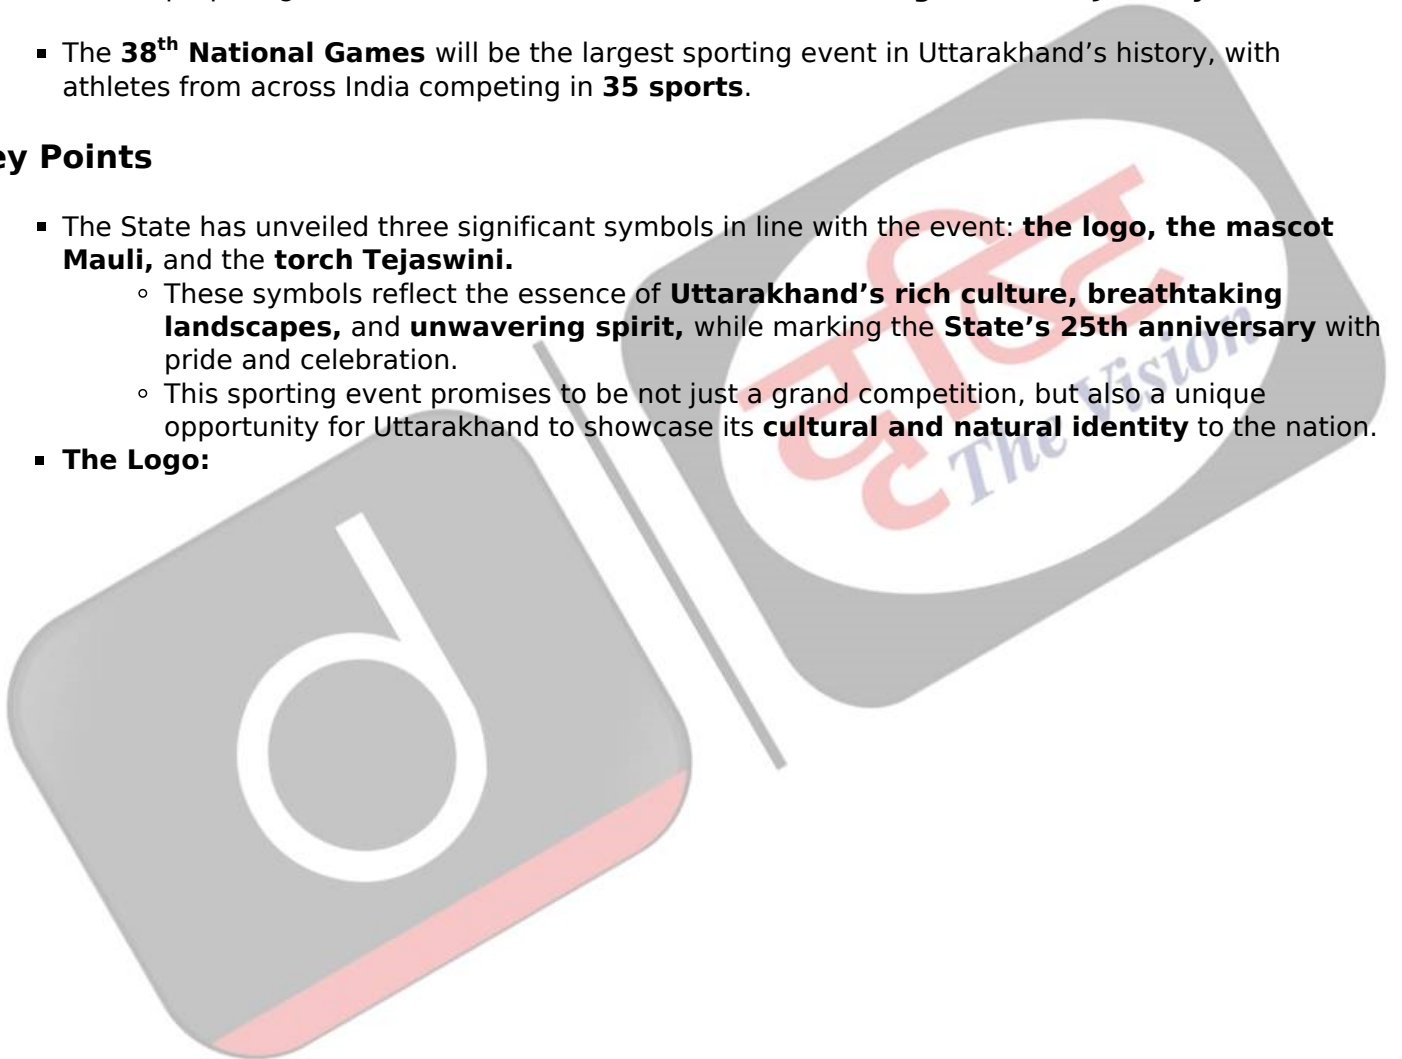 The 38th National Games will be the largest sporting event in Uttarakhand’s history, with
athletes from across India competing in 35 sports.
ey Points
The State has unveiled three significant symbols in line with the event: the logo, the mascot
Mauli, and the torch Tejaswini.
These symbols reflect the essence of Uttarakhand’s rich culture, breathtaking
landscapes, and unwavering spirit, while marking the State’s 25th anniversary with
pride and celebration.
This sporting event promises to be not just a grand competition, but also a unique
opportunity for Uttarakhand to showcase its cultural and natural identity to the nation.
The Logo:
दृष्टि
The Vision
d